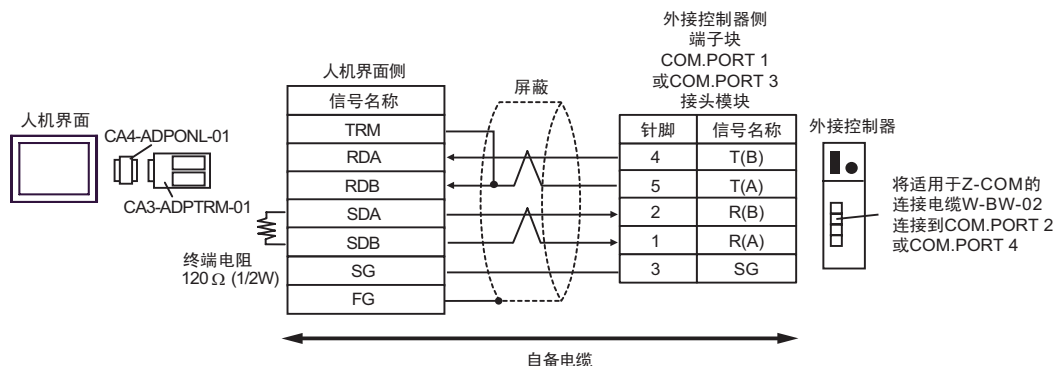 人机界面
CA4-ADPONL-01
CA3-ADPTRM-01
终端电阻
120 Ω (1/2W)
人机界面侧
信号名称
TRM
RDA
RDB
SDA
SDB
SG
FG
屏蔽
外接控制器侧
端子块
COM.PORT 1
或COM.PORT 3
接头模块
针脚 信号名称
4 T(B)
5 T(A)
2 R(B)
1 R(A)
3 SG
外接控制器
将适用于Z-COM的
连接电缆W-BW-02
连接到COM.PORT 2
或COM.PORT 4
自备电缆